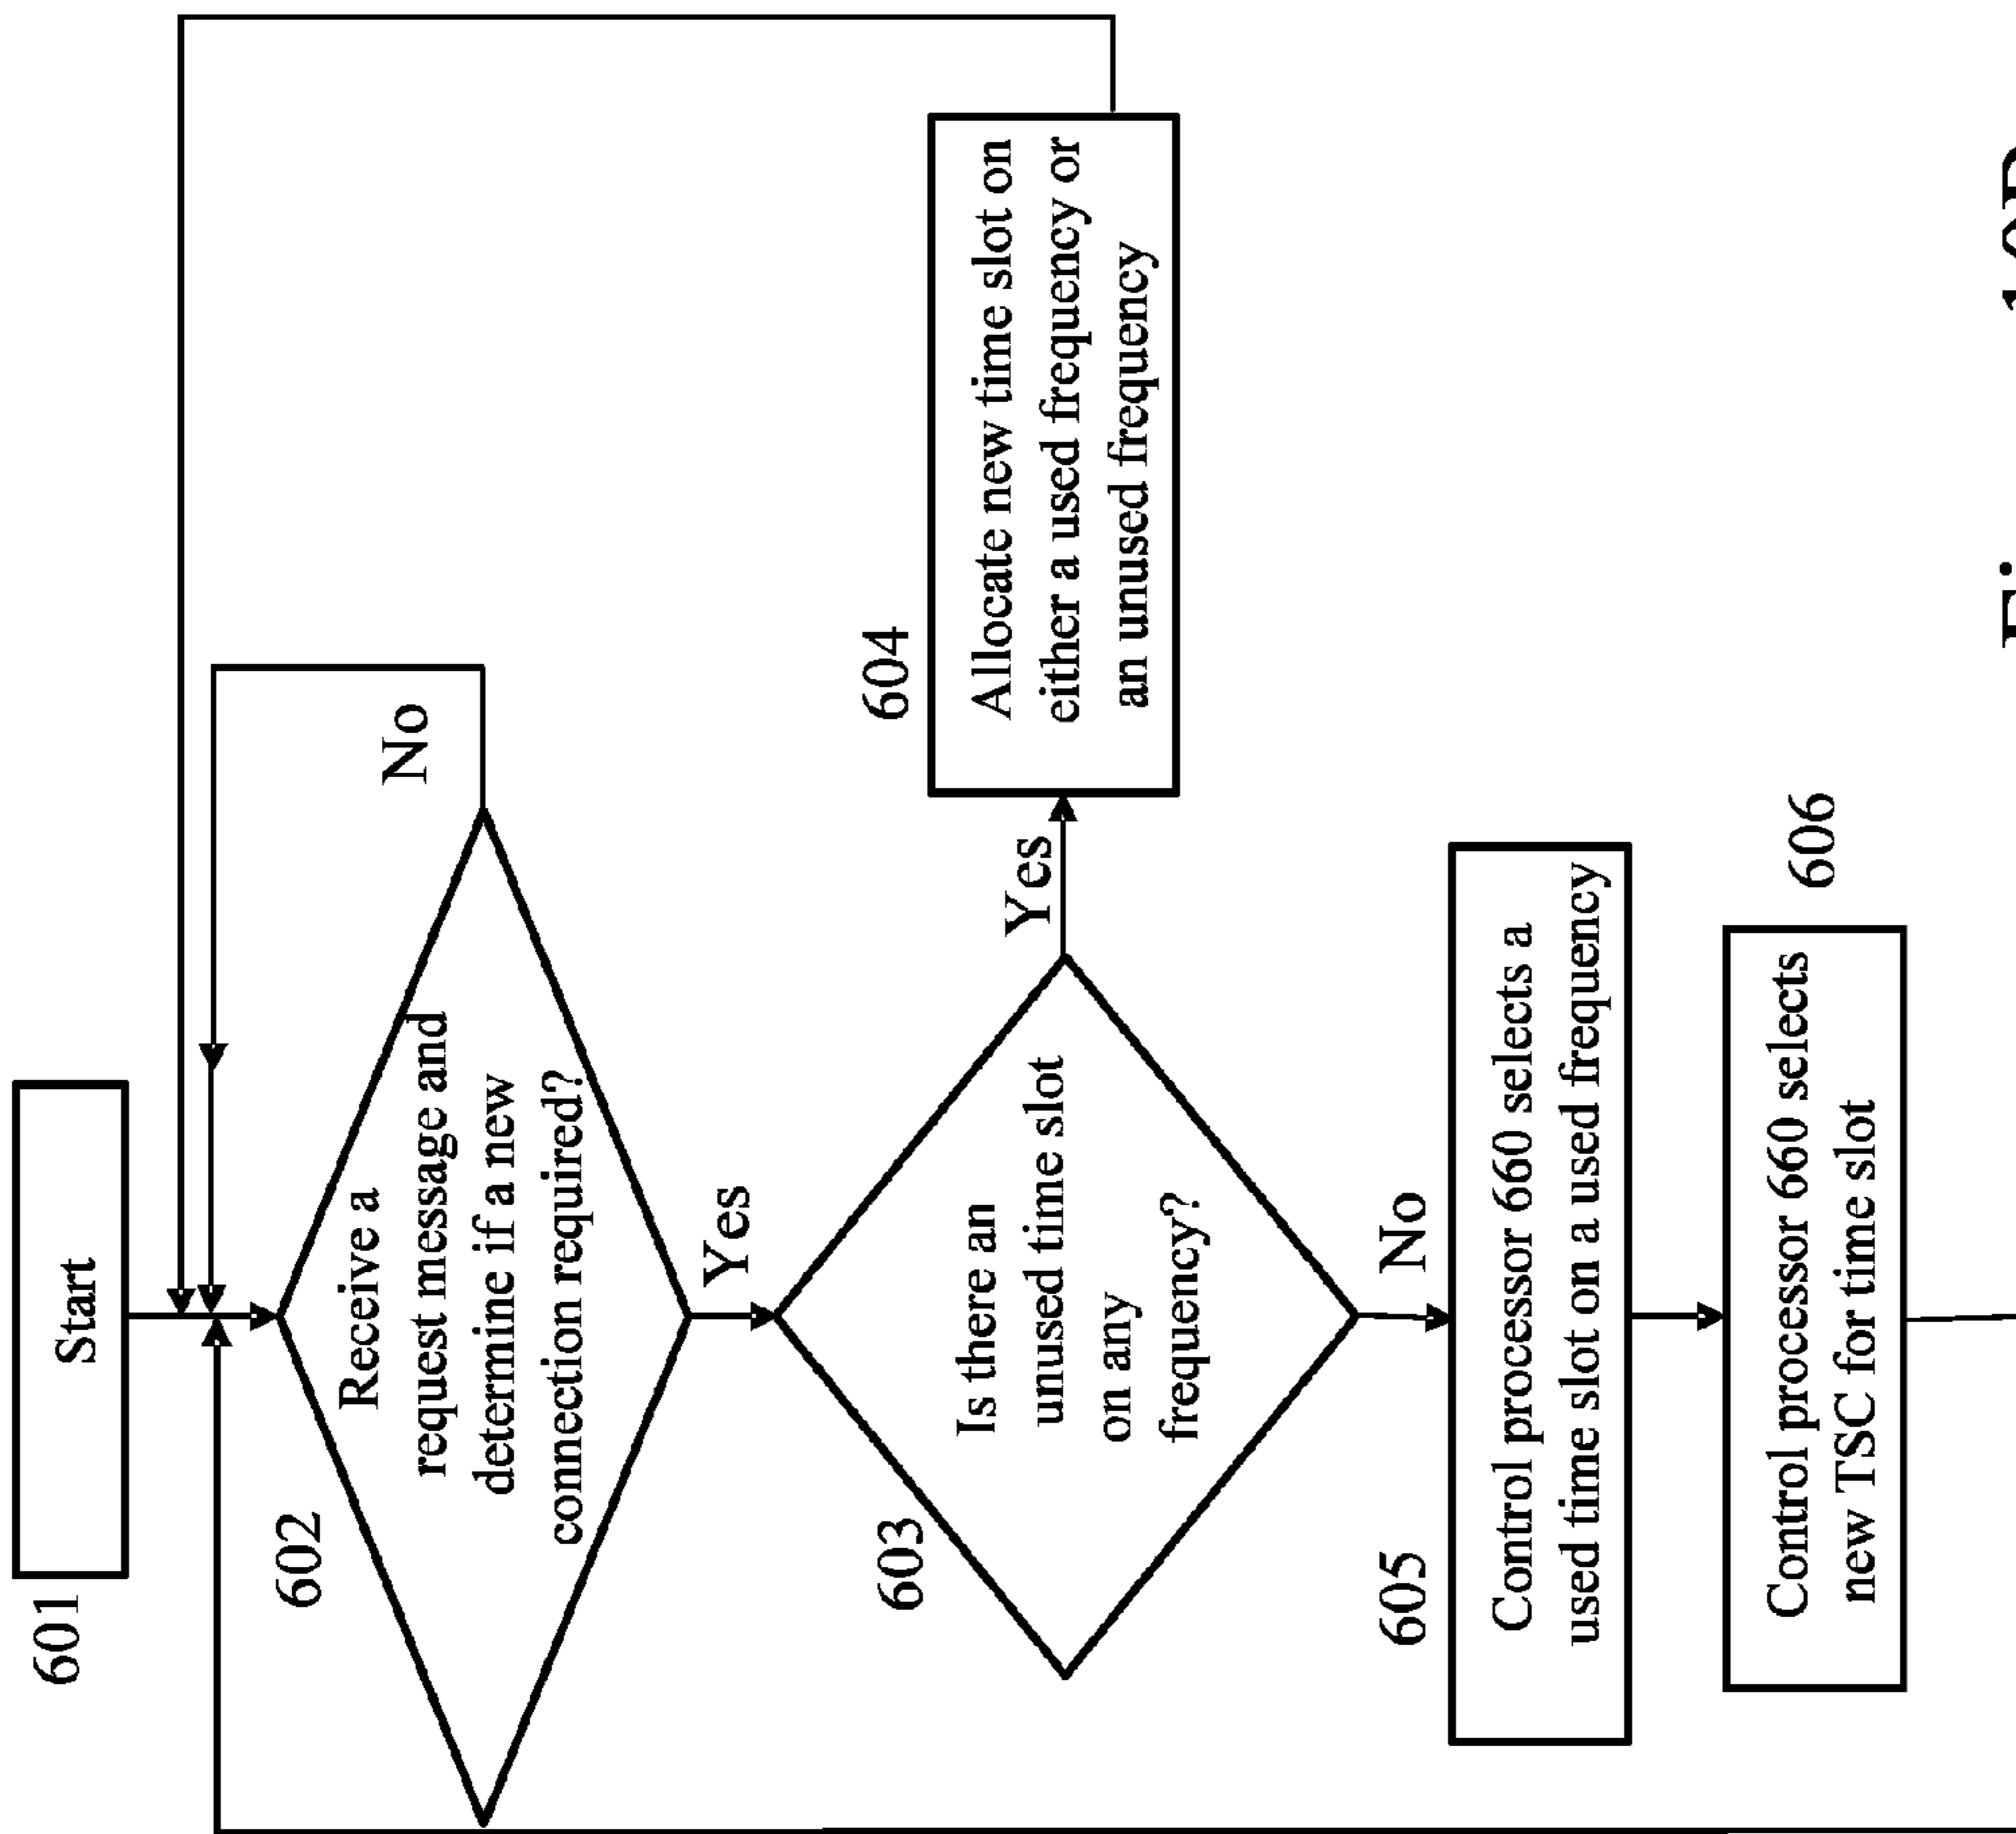 601
Start
602
Receive a
request message and
determine if a new
connection required?
No
Yes
603
Is there an
unused time slot
on any
frequency?
Yes
604
Allocate new time slot on
either a used frequency or
an unused frequency
No
605
Control processor 660 selects a
used time slot on a used frequency
606
Control processor 660 selects
new TSC for time slot